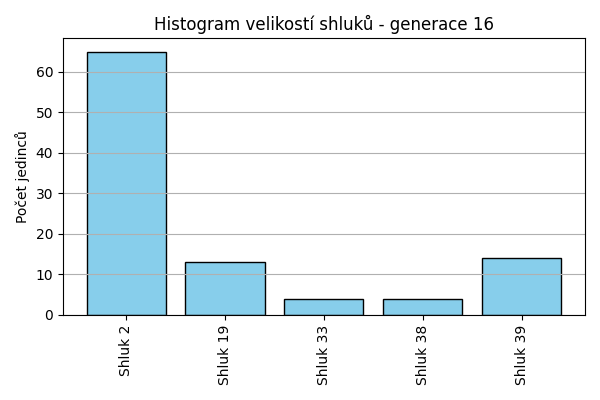 Histogram velikostí shluků - generace 16
Počet jedinců
60
50
40
30
20
10
0
Shluk 2
Shluk 19
Shluk 33
Shluk 38
Shluk 39